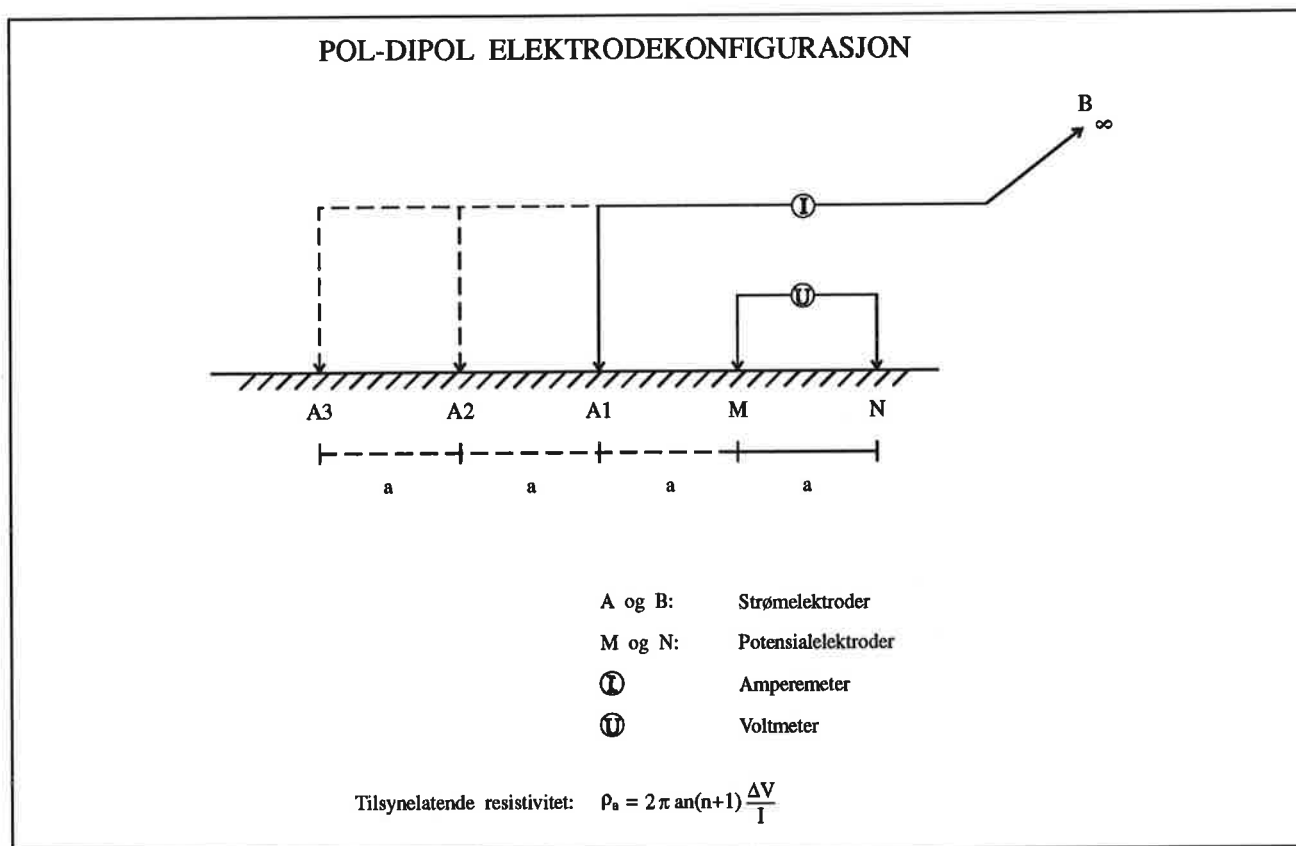 POL-DIPOL ELEKTRODEKONFIGURASJON
B
∞
I
U
A3 A2 A1 M N
a a a a
A og B: Strømelektroder
M og N: Potensialelektroder
I Amperemeter
U Voltmeter
Tilsynelatende resistivitet: ρₐ = 2 π an(n+1) ΔV/I